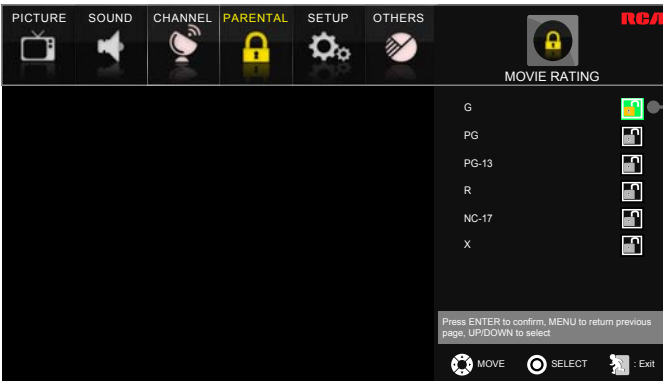 PICTURE SOUND CHANNEL PARENTAL SETUP OTHERS
RCA
MOVIE RATING
G
PG
PG-13
R
NC-17
X
Press ENTER to confirm, MENU to return previous
page, UP/DOWN to select
MOVE SELECT : Exit